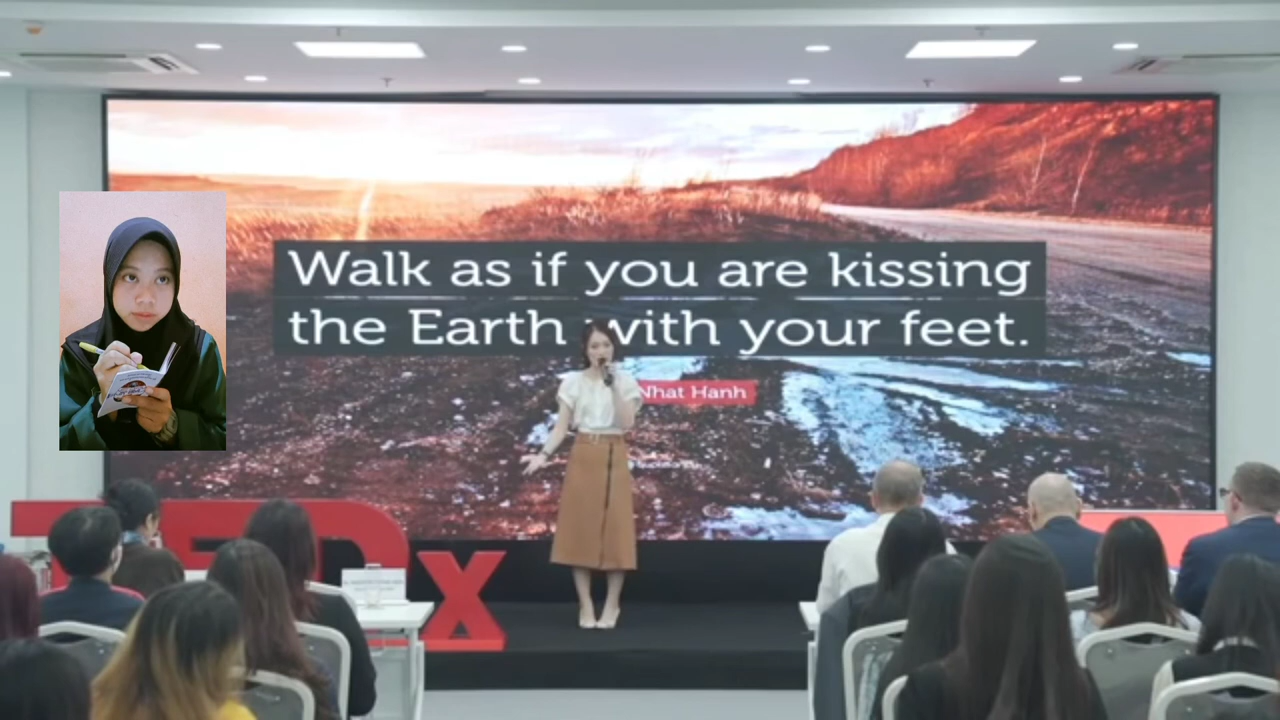 Walk as if you are kissing
the Earth with your feet.
Nhat Hanh
TEDx